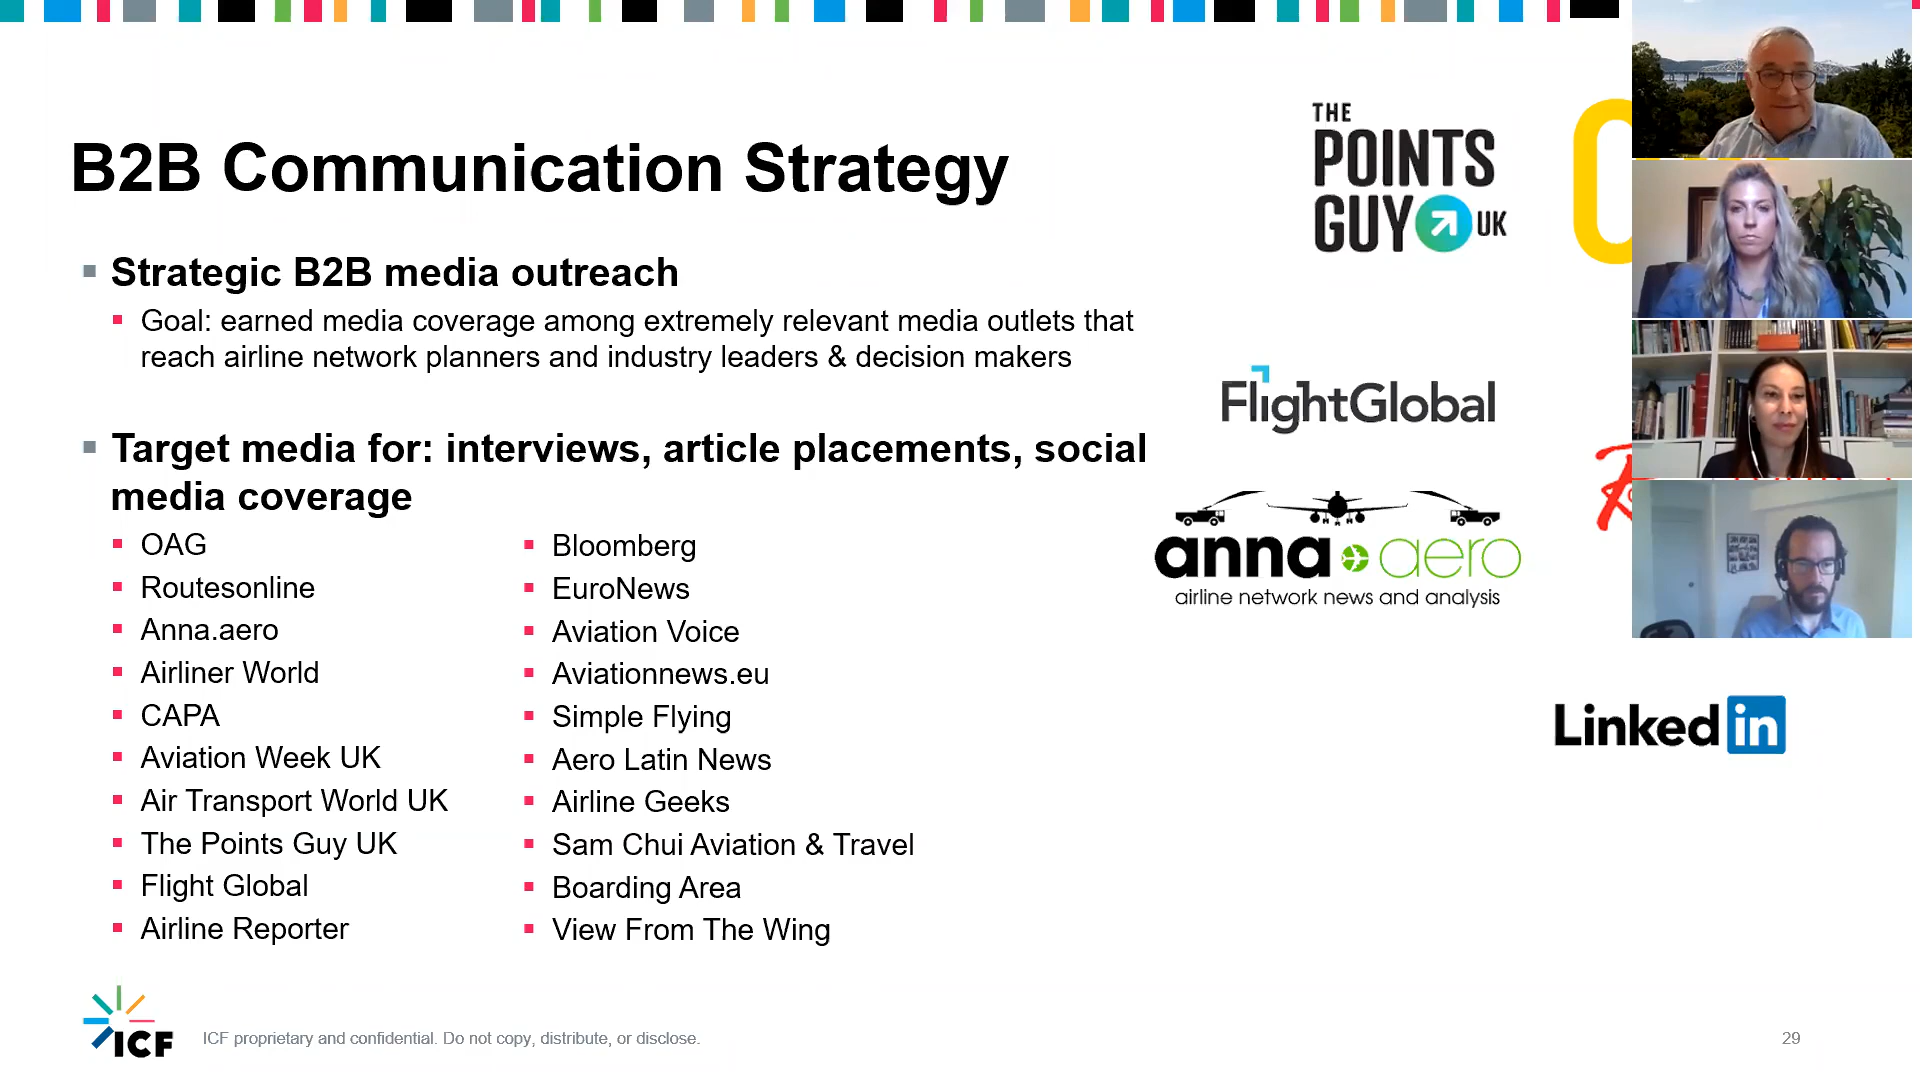 B2B Communication Strategy
Strategic B2B media outreach
Goal: earned media coverage among extremely relevant media outlets that
reach airline network planners and industry leaders & decision makers
Target media for: interviews, article placements, social
media coverage
OAG
Routesonline
Anna.aero
Airliner World
CAPA
Aviation Week UK
Air Transport World UK
The Points Guy UK
Flight Global
Airline Reporter
Bloomberg
EuroNews
Aviation Voice
Aviationnews.eu
Simple Flying
Aero Latin News
Airline Geeks
Sam Chui Aviation & Travel
Boarding Area
View From The Wing
THE
POINTS
GUY UK
FlightGlobal
anna aero
airline network news and analysis
Linked in
ICF
ICF proprietary and confidential. Do not copy, distribute, or disclose.
29